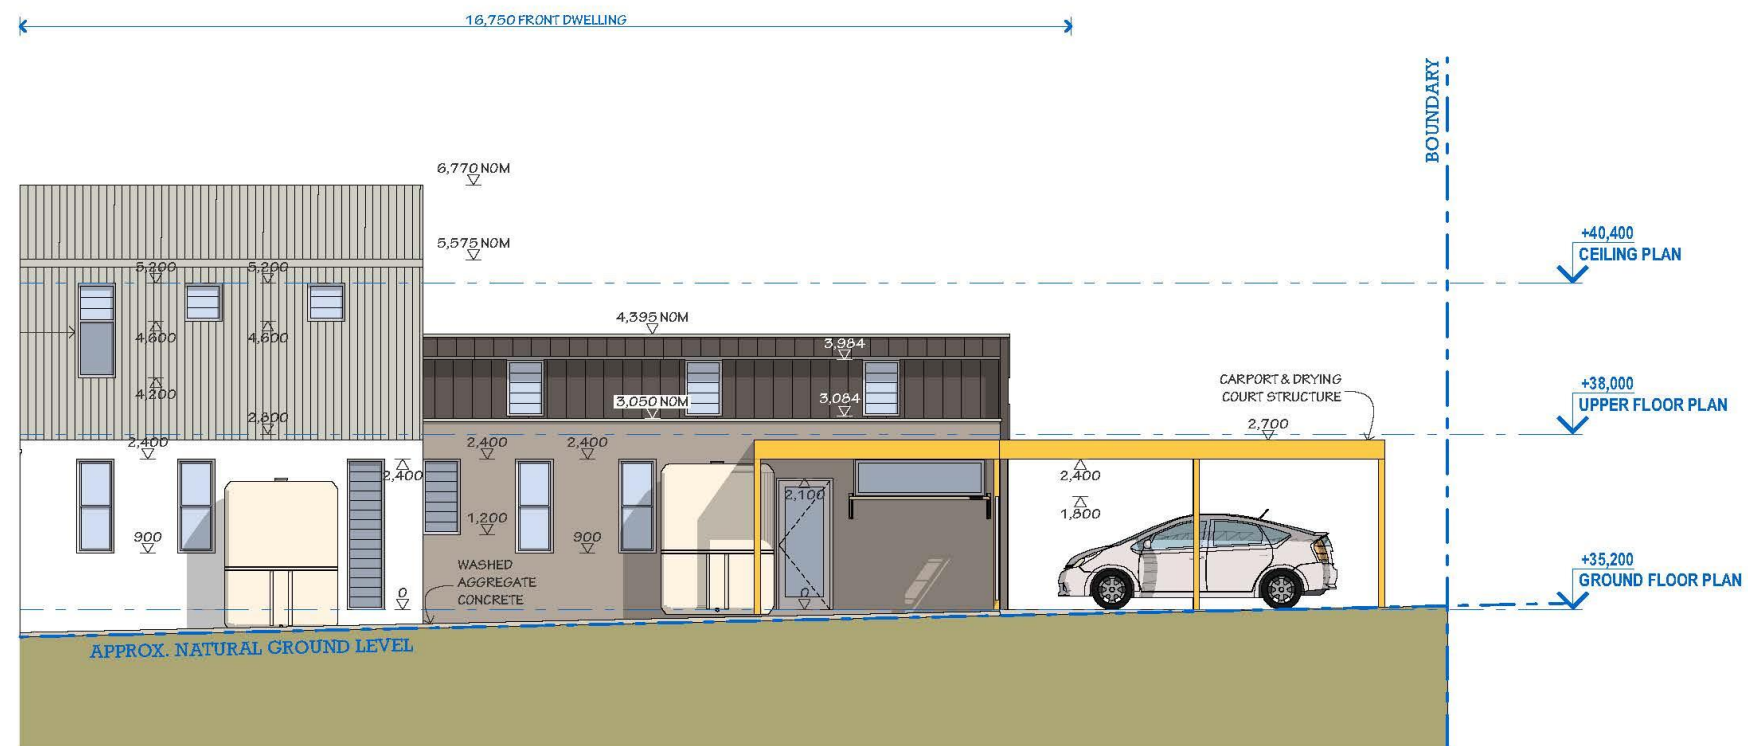 16,750 FRONT DWELLING
BOUNDARY
6,770 NOM
5,575 NOM
+40,400
CEILING PLAN
5,200
5,200
4,395 NOM
4,600
4,600
3,984
4,200
CARPORT & DRYING
COURT STRUCTURE
+38,000
UPPER FLOOR PLAN
3,050 NOM
3,084
2,800
2,700
2,400
2,400
2,400
2,400
2,400
2,100
1,800
1,200
900
900
WASHED
AGGREGATE
CONCRETE
0
0
+35,200
GROUND FLOOR PLAN
APPROX. NATURAL GROUND LEVEL